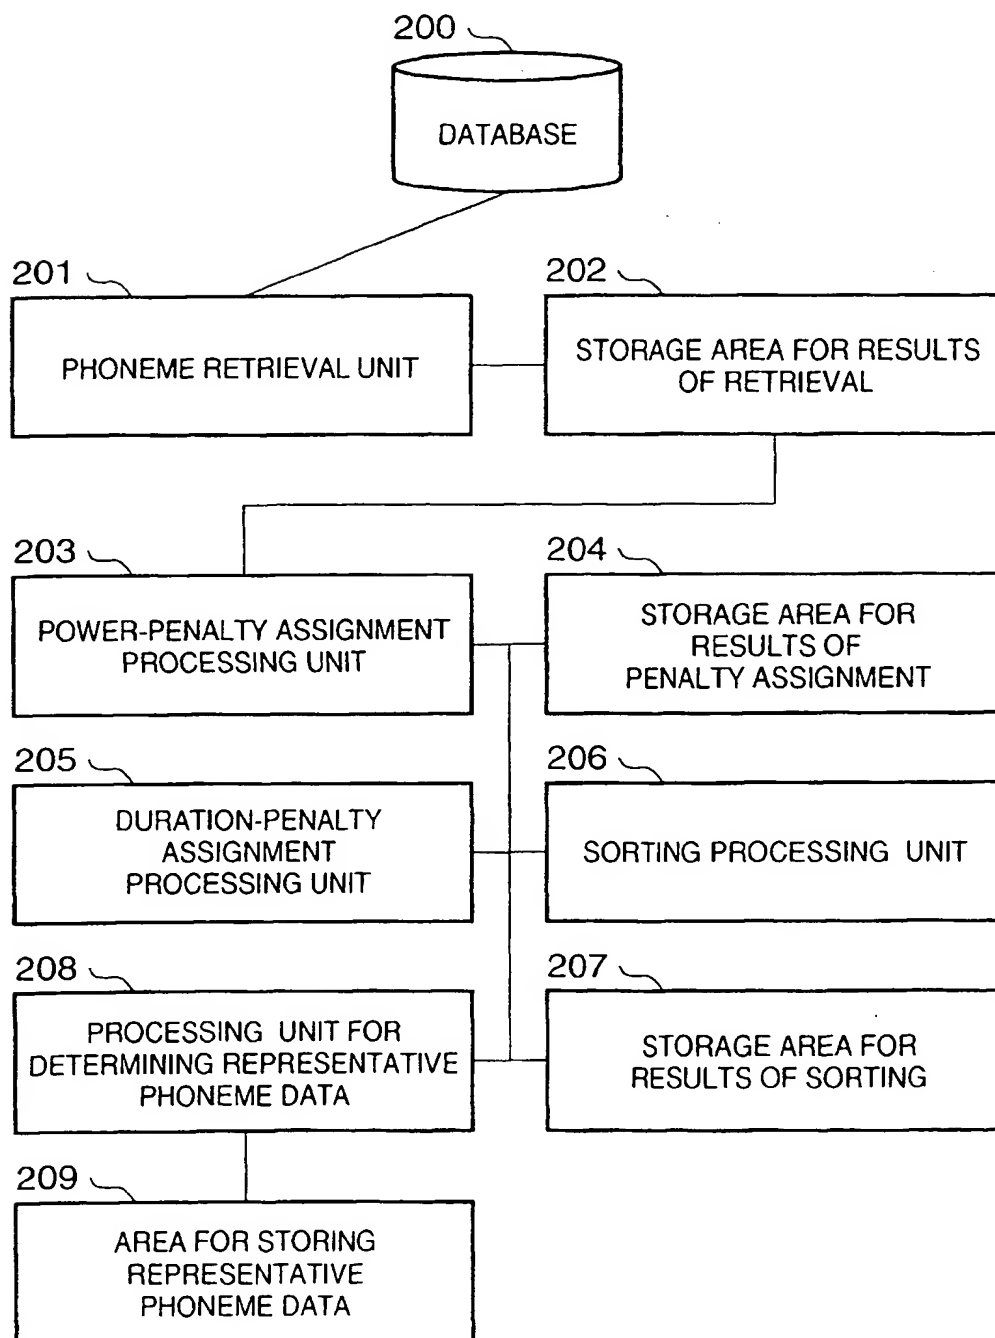 200
DATABASE
201
PHONEME RETRIEVAL UNIT
202
STORAGE AREA FOR RESULTS
OF RETRIEVAL
203
POWER-PENALTY ASSIGNMENT
PROCESSING UNIT
204
STORAGE AREA FOR
RESULTS OF
PENALTY ASSIGNMENT
205
DURATION-PENALTY
ASSIGNMENT
PROCESSING UNIT
206
SORTING PROCESSING UNIT
208
PROCESSING UNIT FOR
DETERMINING REPRESENTATIVE
PHONEME DATA
207
STORAGE AREA FOR
RESULTS OF SORTING
209
AREA FOR STORING
REPRESENTATIVE
PHONEME DATA